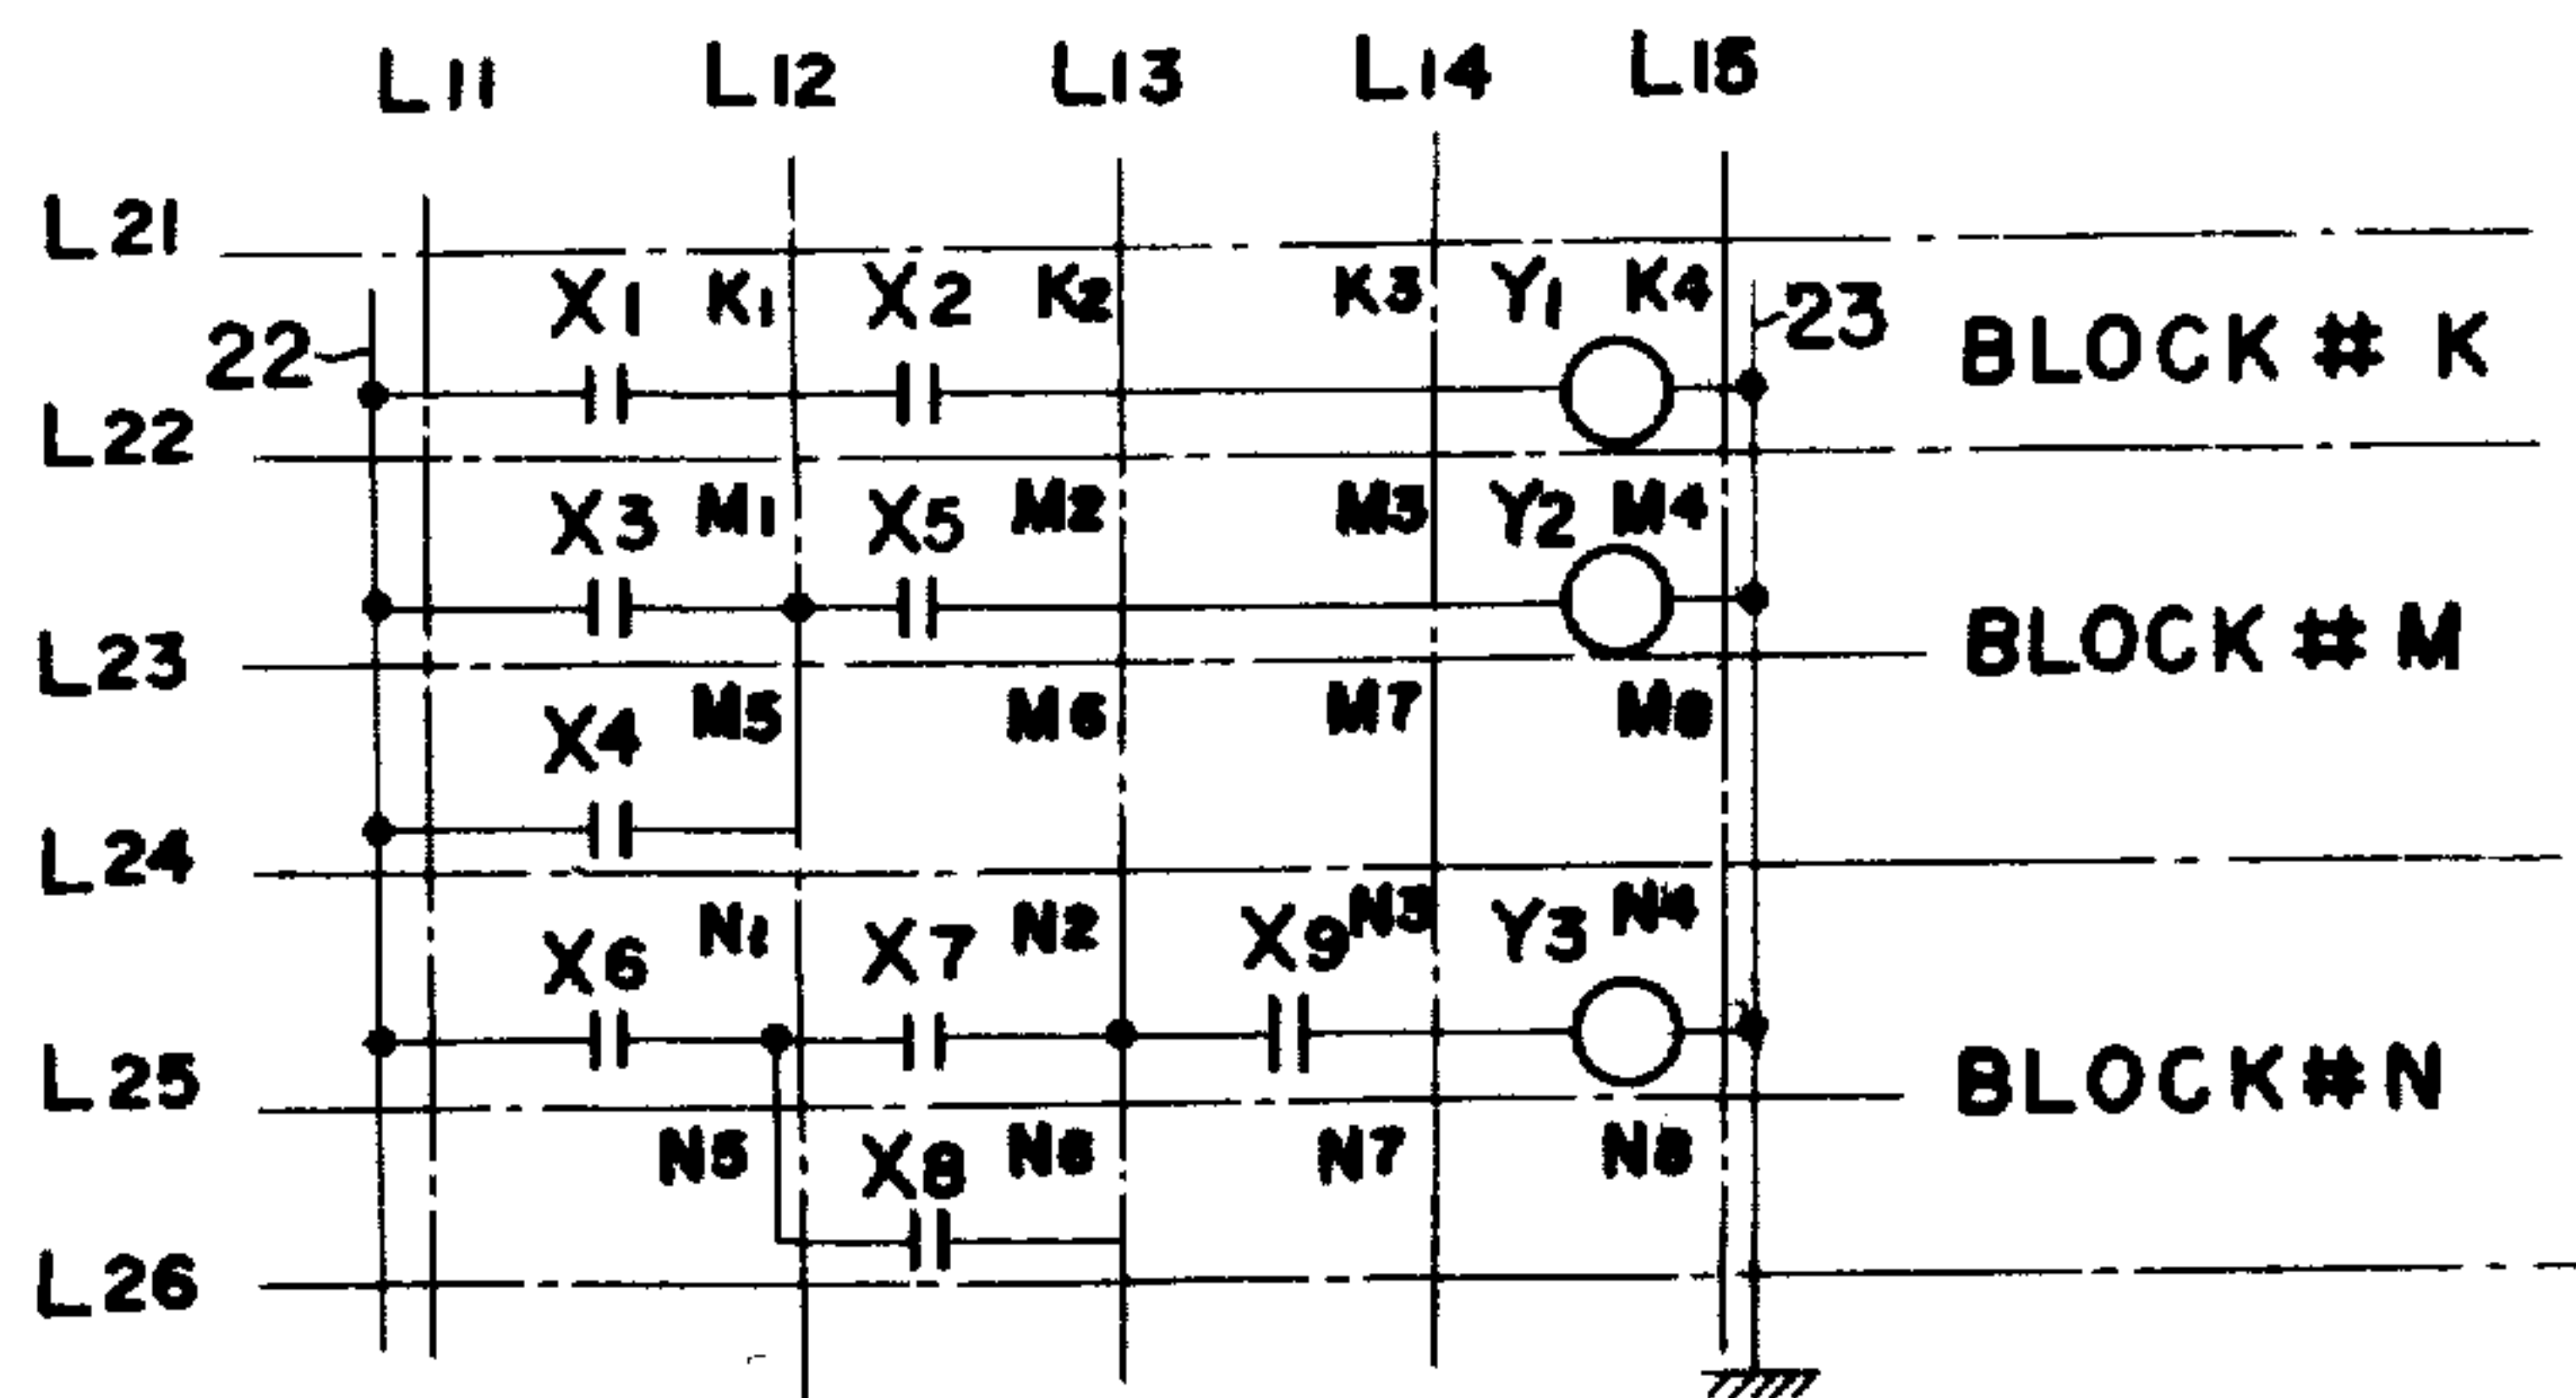 L11 L12 L13 L14 L15
L21
X1 K1 X2 K2 K3 Y1 K4
22 23 BLOCK # K
L22
X3 M1 X5 M2 M3 Y2 M4
BLOCK # M
L23
X4 M5 M6 M7 M8
L24
X6 N1 X7 N2 X9 N3 Y3 N4
L25 BLOCK # N
N5 X8 N6 N7 N8
L26